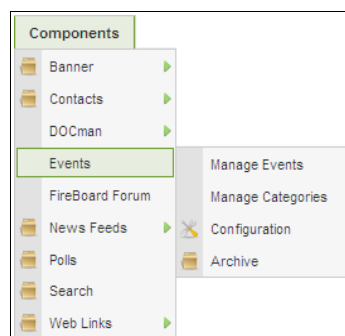 Components
Banner
Contacts
DOCman
Events
Manage Events
Manage Categories
Configuration
Archive
FireBoard Forum
News Feeds
Polls
Search
Web Links